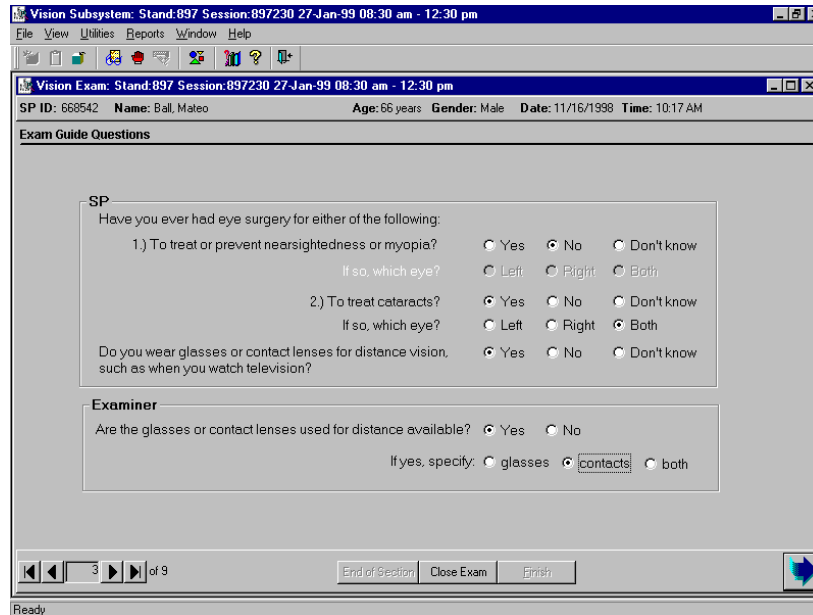 Vision Subsystem: Stand:897 Session:897230 27-Jan-99 08:30 am - 12:30 pm
File View Utilities Reports Window Help
Vision Exam: Stand:897 Session:897230 27-Jan-99 08:30 am - 12:30 pm
SP ID: 668542 Name: Ball, Mateo Age: 66 years Gender: Male Date: 11/16/1998 Time: 10:17 AM
Exam Guide Questions
SP
Have you ever had eye surgery for either of the following:
1.) To treat or prevent nearsightedness or myopia? Yes No Don't know
If so, which eye? Left Right Both
2.) To treat cataracts? Yes No Don't know
If so, which eye? Left Right Both
Do you wear glasses or contact lenses for distance vision, Yes No Don't know
such as when you watch television?
Examiner
Are the glasses or contact lenses used for distance available? Yes No
If yes, specify: glasses contacts both
3 of 9 End of Section Close Exam Finish
Ready